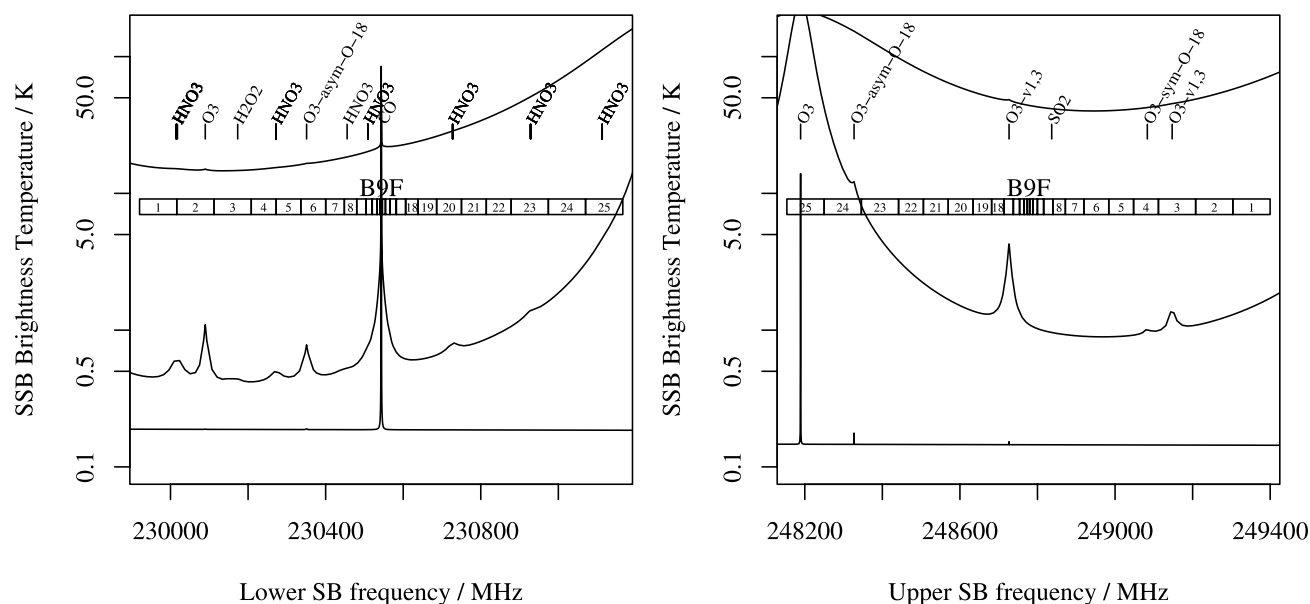 SSB Brightness Temperature / K
50.0
5.0
0.5
0.1
HNO3
O3
H2O2
HNO3
O3−asym−O−18
HNO3
HNO3
CO
HNO3
HNO3
HNO3
B9F
1 2 3 4 5 6 7 8 18 19 20 21 22 23 24 25
230000 230400 230800
Lower SB frequency / MHz
SSB Brightness Temperature / K
50.0
5.0
0.5
0.1
O3
O3−asym−O−18
O3−v1,3
SO2
O3−sym−O−18
O3−v1,3
B9F
25 24 23 22 21 20 19 18 8 7 6 5 4 3 2 1
248200 248600 249000 249400
Upper SB frequency / MHz